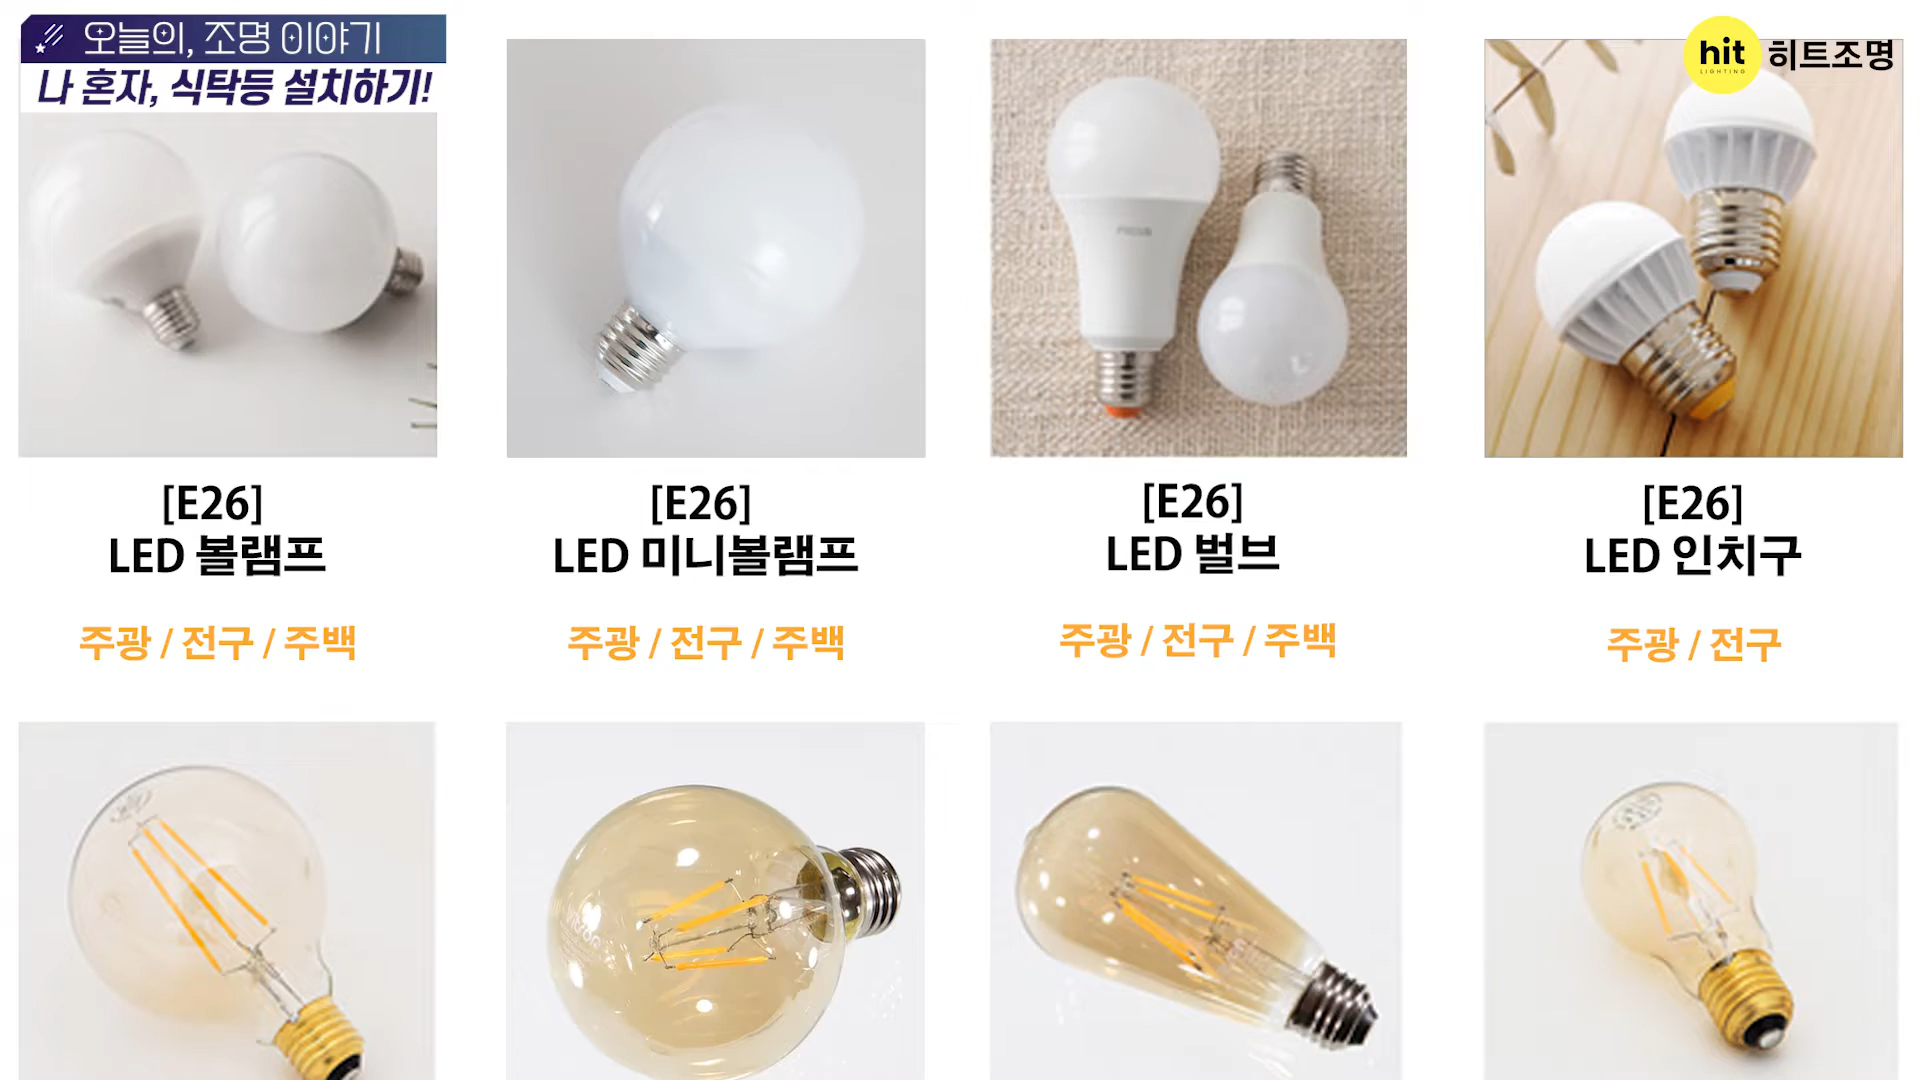 오늘의, 조명 이야기
나 혼자, 식탁등 설치하기!
hit
LIGHTING
히트조명
[E26]
LED 볼램프
주광 / 전구 / 주백
[E26]
LED 미니볼램프
주광 / 전구 / 주백
[E26]
LED 벌브
주광 / 전구 / 주백
[E26]
LED 인치구
주광 / 전구